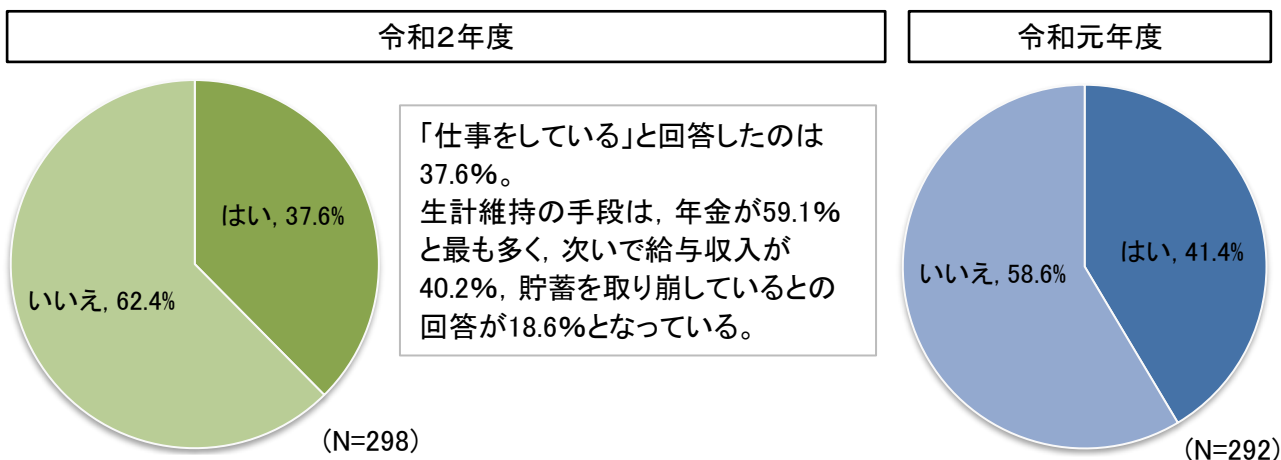 令和２年度
はい, 37.6%
いいえ, 62.4%
(N=298)
「仕事をしている」と回答したのは
37.6%。
生計維持の手段は，年金が59.1%
と最も多く，次いで給与収入が
40.2%，貯蓄を取り崩しているとの
回答が18.6%となっている。
令和元年度
はい, 41.4%
いいえ, 58.6%
(N=292)